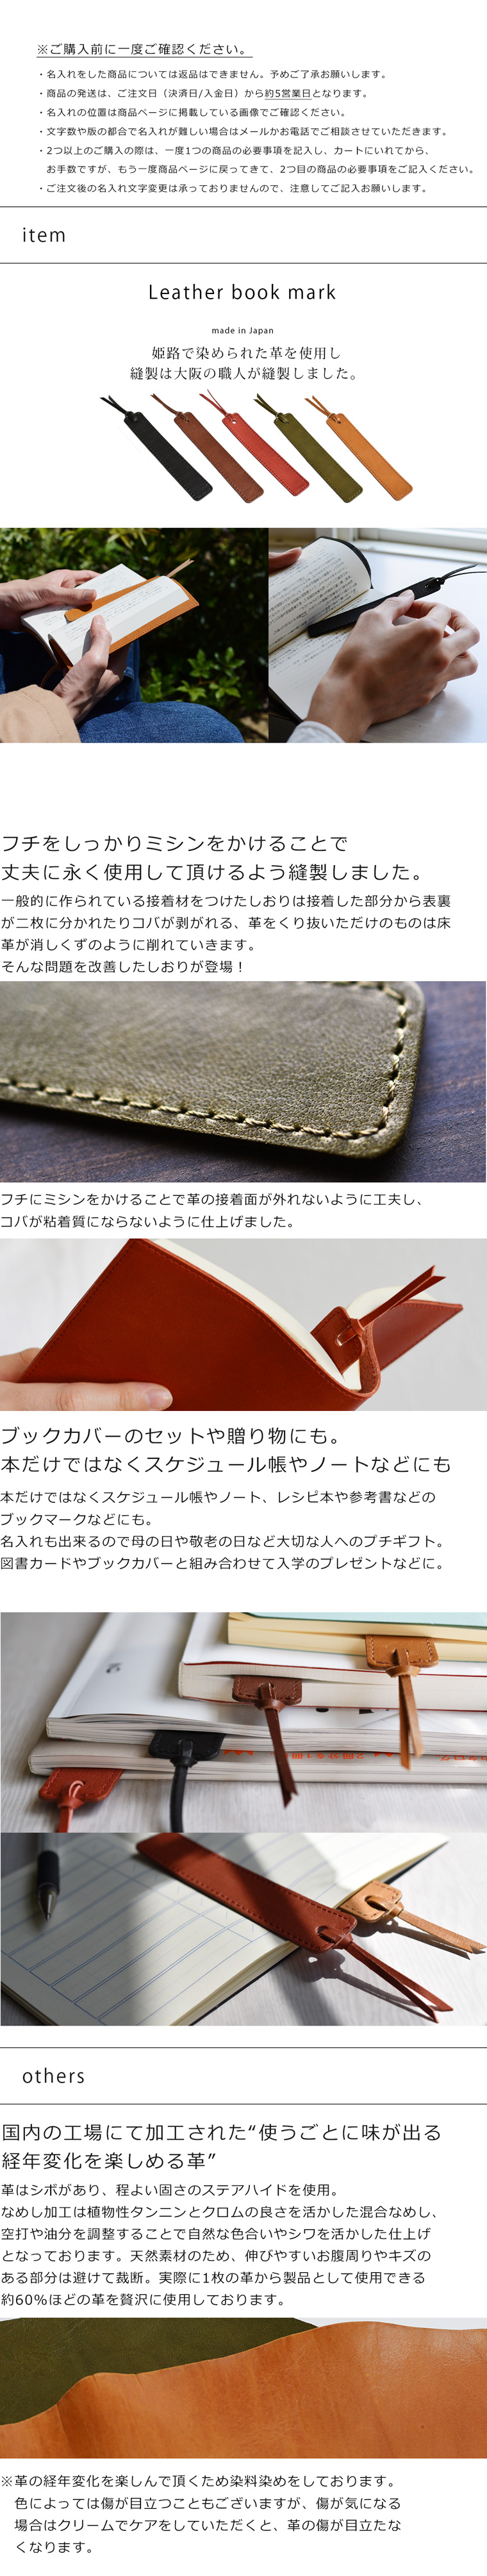 ※ご購入前に一度ご確認ください。
・名入れをした商品については返品はできません。予めご了承お願いします。
・商品の発送は、ご注文日（決済日/入金日）から約5営業日となります。
・名入れの位置は商品ページに掲載している画像でご確認ください。
・文字数や版の都合で名入れが難しい場合はメールかお電話でご相談させていただきます。
・2つ以上のご購入の際は、一度1つの商品の必要事項を記入し、カートにいれてから、
お手数ですが、もう一度商品ページに戻ってきて、2つ目の商品の必要事項をご記入ください。
・ご注文後の名入れ文字変更は承っておりませんので、注意してご記入お願いします。
item
Leather book mark
made in Japan
姫路で染められた革を使用し
縫製は大阪の職人が縫製しました。
フチをしっかりミシンをかけることで
丈夫に永く使用して頂けるよう縫製しました。
一般的に作られている接着材をつけたしおりは接着した部分から表裏
が二枚に分かれたりコバが剥がれる、革をくり抜いただけのものは床
革が消しくずのように削れていきます。
そんな問題を改善したしおりが登場！
フチにミシンをかけることで革の接着面が外れないように工夫し、
コバが粘着質にならないように仕上げました。
ブックカバーのセットや贈り物にも。
本だけではなくスケジュール帳やノートなどにも
本だけではなくスケジュール帳やノート、レシピ本や参考書などの
ブックマークなどにも。
名入れも出来るので母の日や敬老の日など大切な人へのプチギフト。
図書カードやブックカバーと組み合わせて入学のプレゼントなどに。
others
国内の工場にて加工された“使うごとに味が出る
経年変化を楽しめる革”
革はシボがあり、程よい固さのステアハイドを使用。
なめし加工は植物性タンニンとクロムの良さを活かした混合なめし、
空打や油分を調整することで自然な色合いやシワを活かした仕上げ
となっております。天然素材のため、伸びやすいお腹周りやキズの
ある部分は避けて裁断。実際に1枚の革から製品として使用できる
約60%ほどの革を贅沢に使用しております。
※革の経年変化を楽しんで頂くため染料染めをしております。
色によっては傷が目立つこともございますが、傷が気になる
場合はクリームでケアをしていただくと、革の傷が目立たな
くなります。